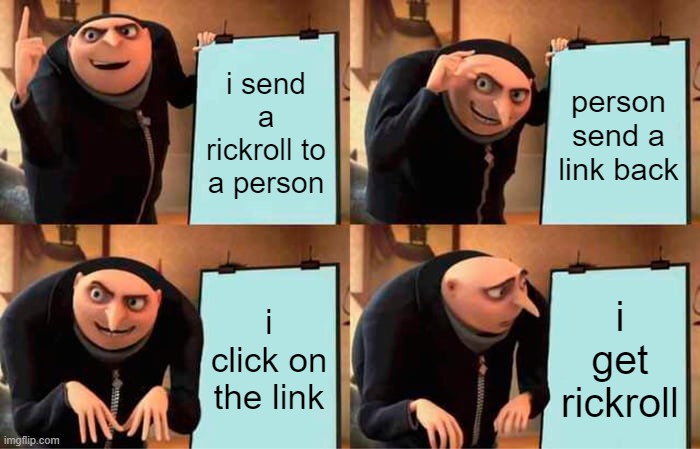 i send
a
rickroll to
a person
person
send a
link back
i
click on
the link
i
get
rickroll
imgflip.com